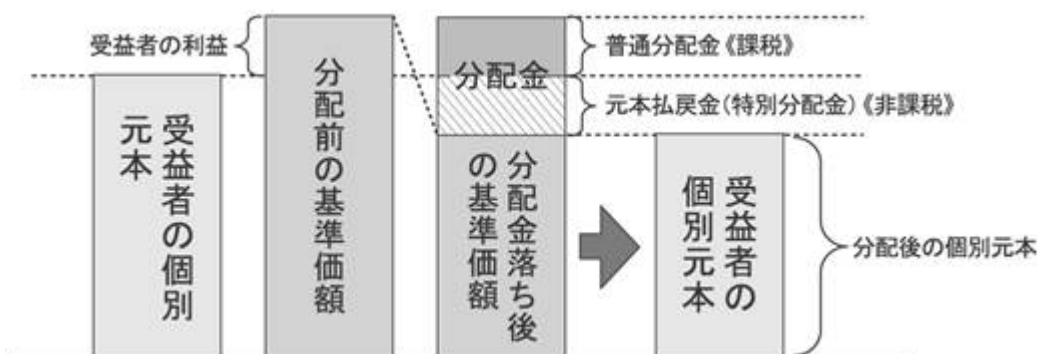 受益者の利益
受益者の個別
元本
分配前の基準価額
分配金
分配金落ち後
の基準価額
普通分配金《課税》
元本払戻金(特別分配金)《非課税》
受益者の
個別元本
分配後の個別元本